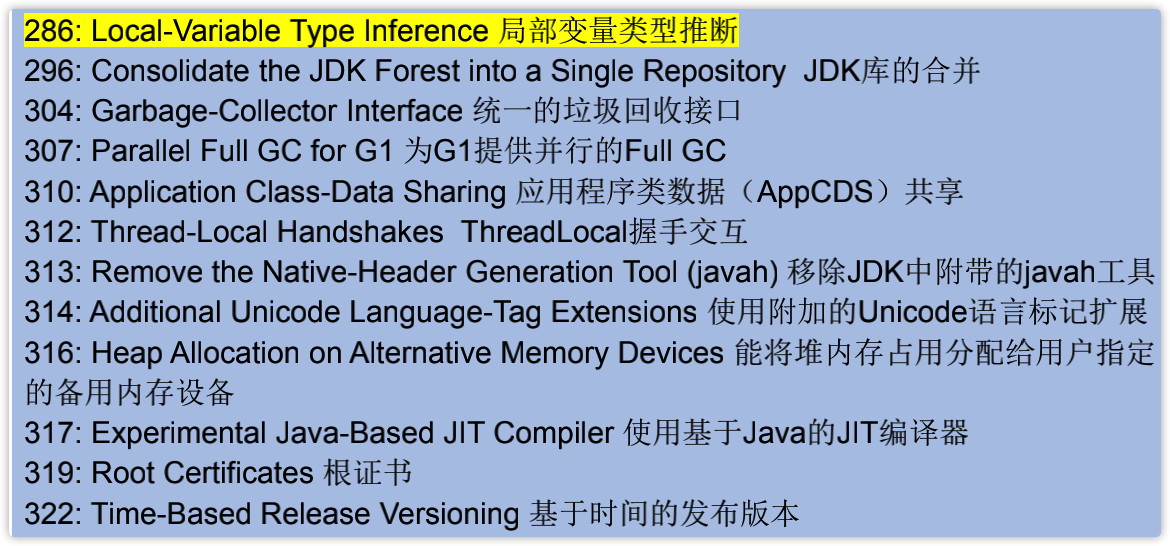 286: Local-Variable Type Inference 局部变量类型推断
296: Consolidate the JDK Forest into a Single Repository  JDK库的合并
304: Garbage-Collector Interface 统一的垃圾回收接口
307: Parallel Full GC for G1 为G1提供并行的Full GC
310: Application Class-Data Sharing 应用程序类数据（AppCDS）共享
312: Thread-Local Handshakes  ThreadLocal握手交互
313: Remove the Native-Header Generation Tool (javah) 移除JDK中附带的javah工具
314: Additional Unicode Language-Tag Extensions 使用附加的Unicode语言标记扩展
316: Heap Allocation on Alternative Memory Devices 能将堆内存占用分配给用户指定
的备用内存设备
317: Experimental Java-Based JIT Compiler 使用基于Java的JIT编译器
319: Root Certificates 根证书
322: Time-Based Release Versioning 基于时间的发布版本